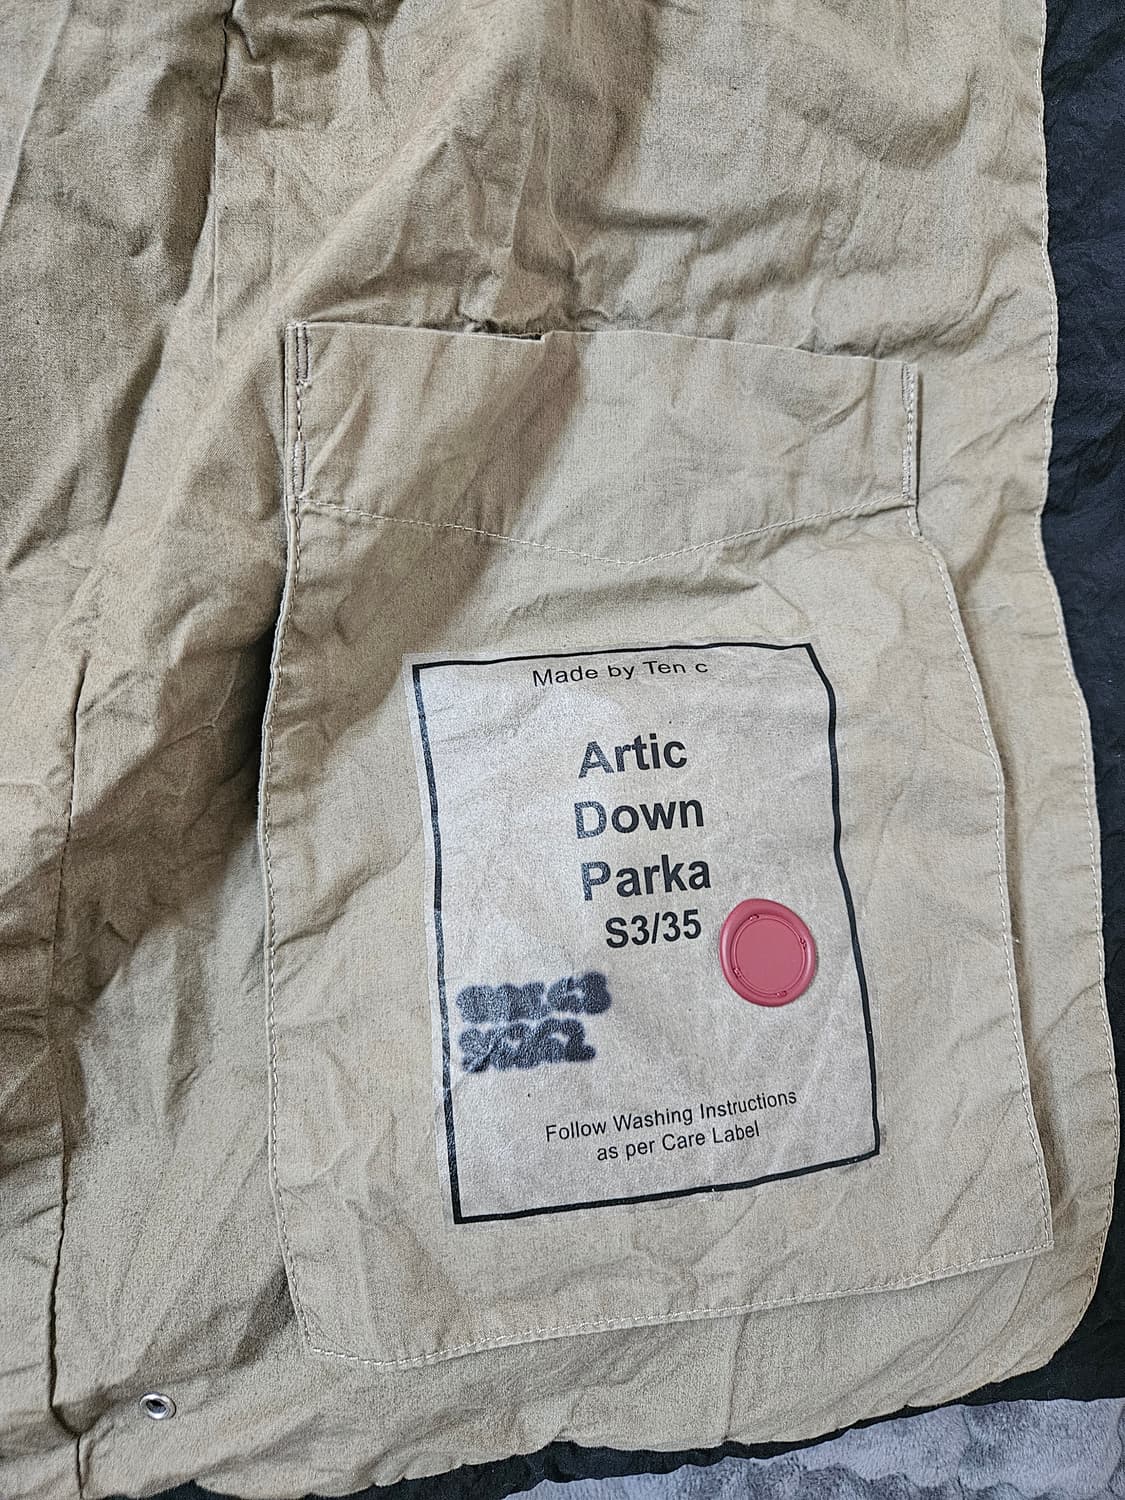 Made by Ten c
Artic
Down
Parka
S3/35
Follow Washing Instructions
as per Care Label